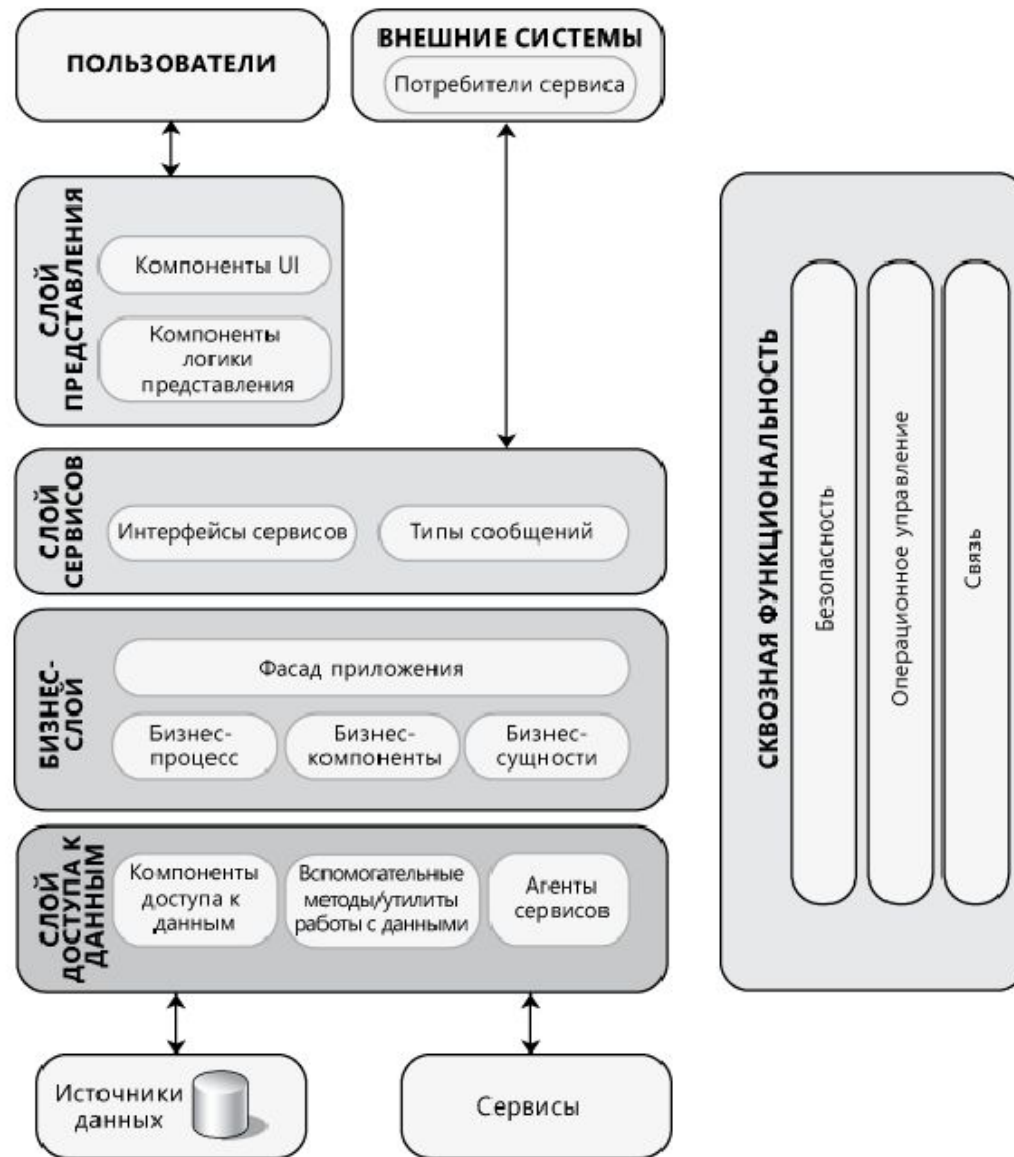 ПОЛЬЗОВАТЕЛИ
ВНЕШНИЕ СИСТЕМЫ
Потребители сервиса
СЛОЙ
ПРЕДСТАВЛЕНИЯ
Компоненты UI
Компоненты
логики
представления
СЛОЙ
СЕРВИСОВ
Интерфейсы сервисов
Типы сообщений
БИЗНЕС-
СЛОЙ
Фасад приложения
Бизнес-
процесс
Бизнес-
компоненты
Бизнес-
сущности
СЛОЙ
ДОСТУПА К
ДАННЫМ
Компоненты
доступа к
данным
Вспомогательные
методы/утилиты
работы с данными
Агенты
сервисов
Источники
данных
Сервисы
СКВОЗНАЯ ФУНКЦИОНАЛЬНОСТЬ
Безопасность
Операционное управление
Связь